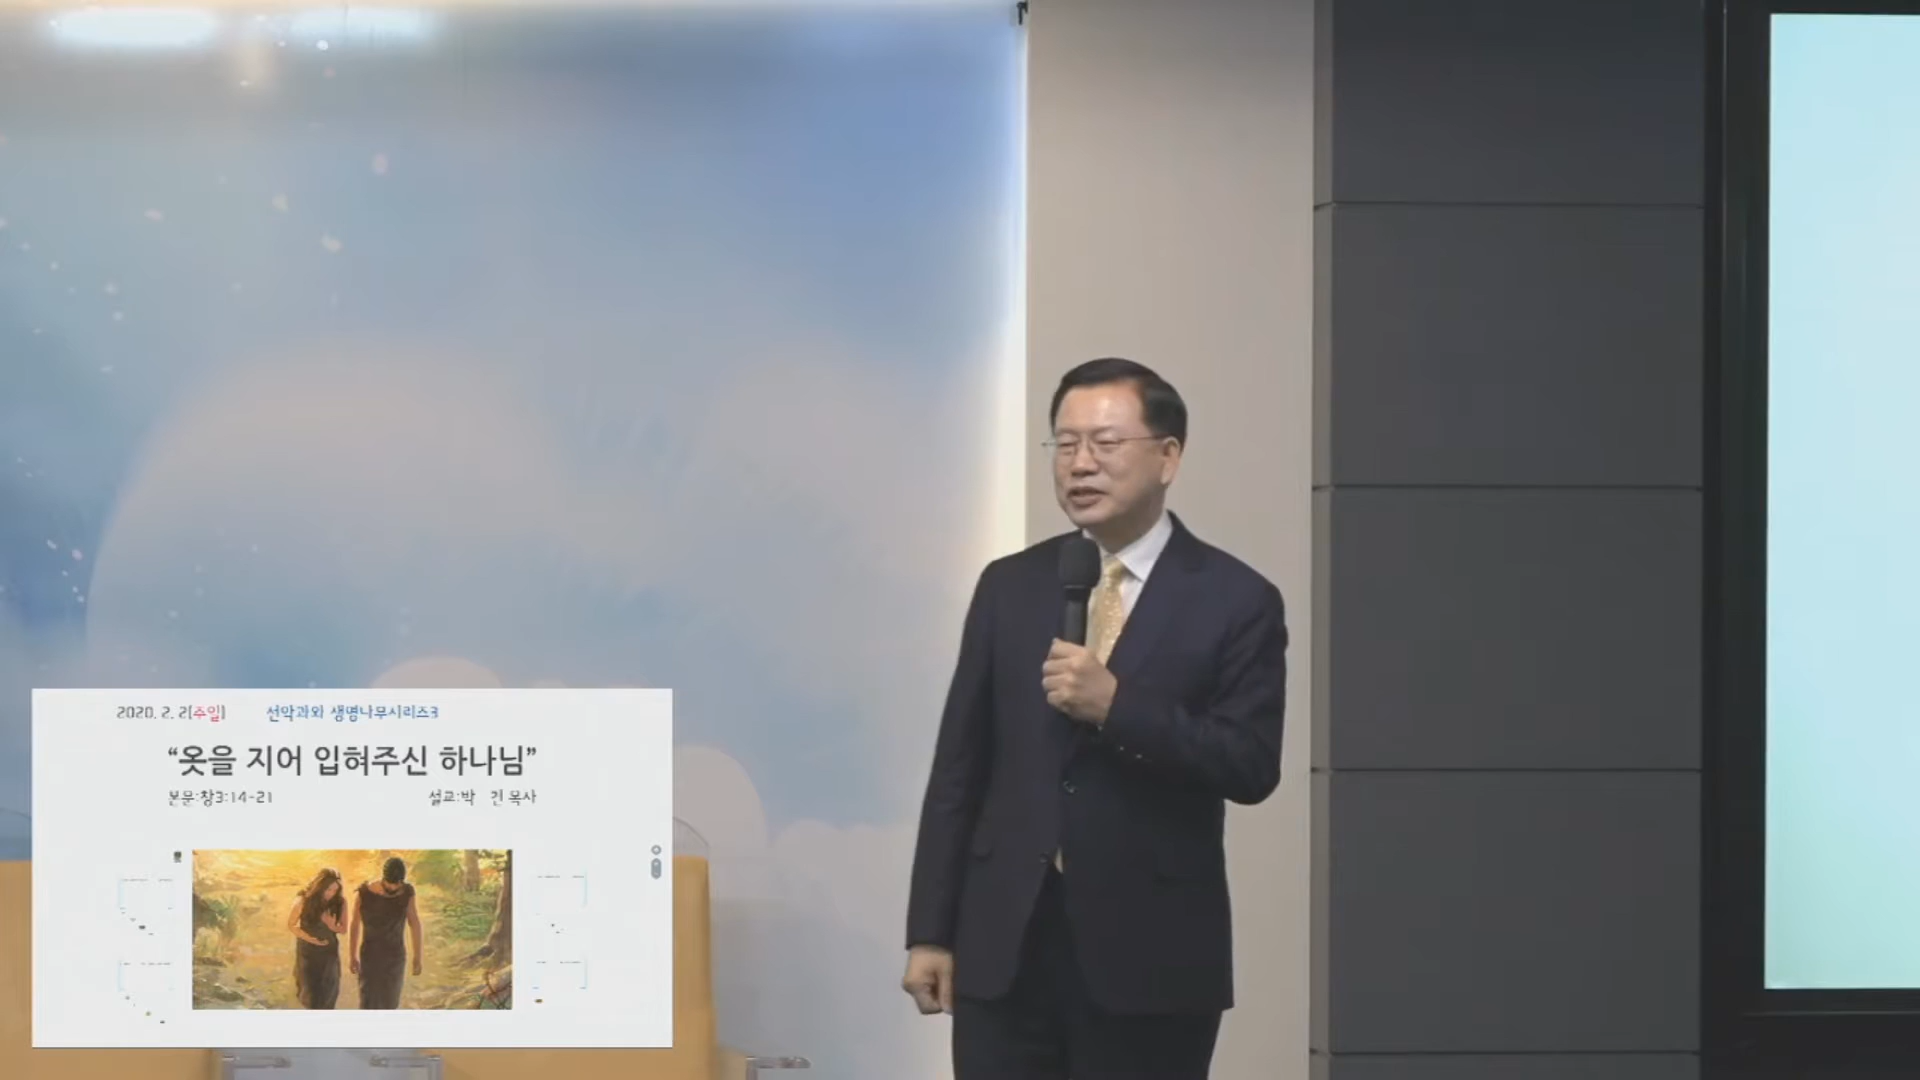 2020. 2. 2(주일) 선악과와 생명나무시리즈3
“옷을 지어 입혀주신 하나님”
본문:창3:14-21 설교:박 건 목사